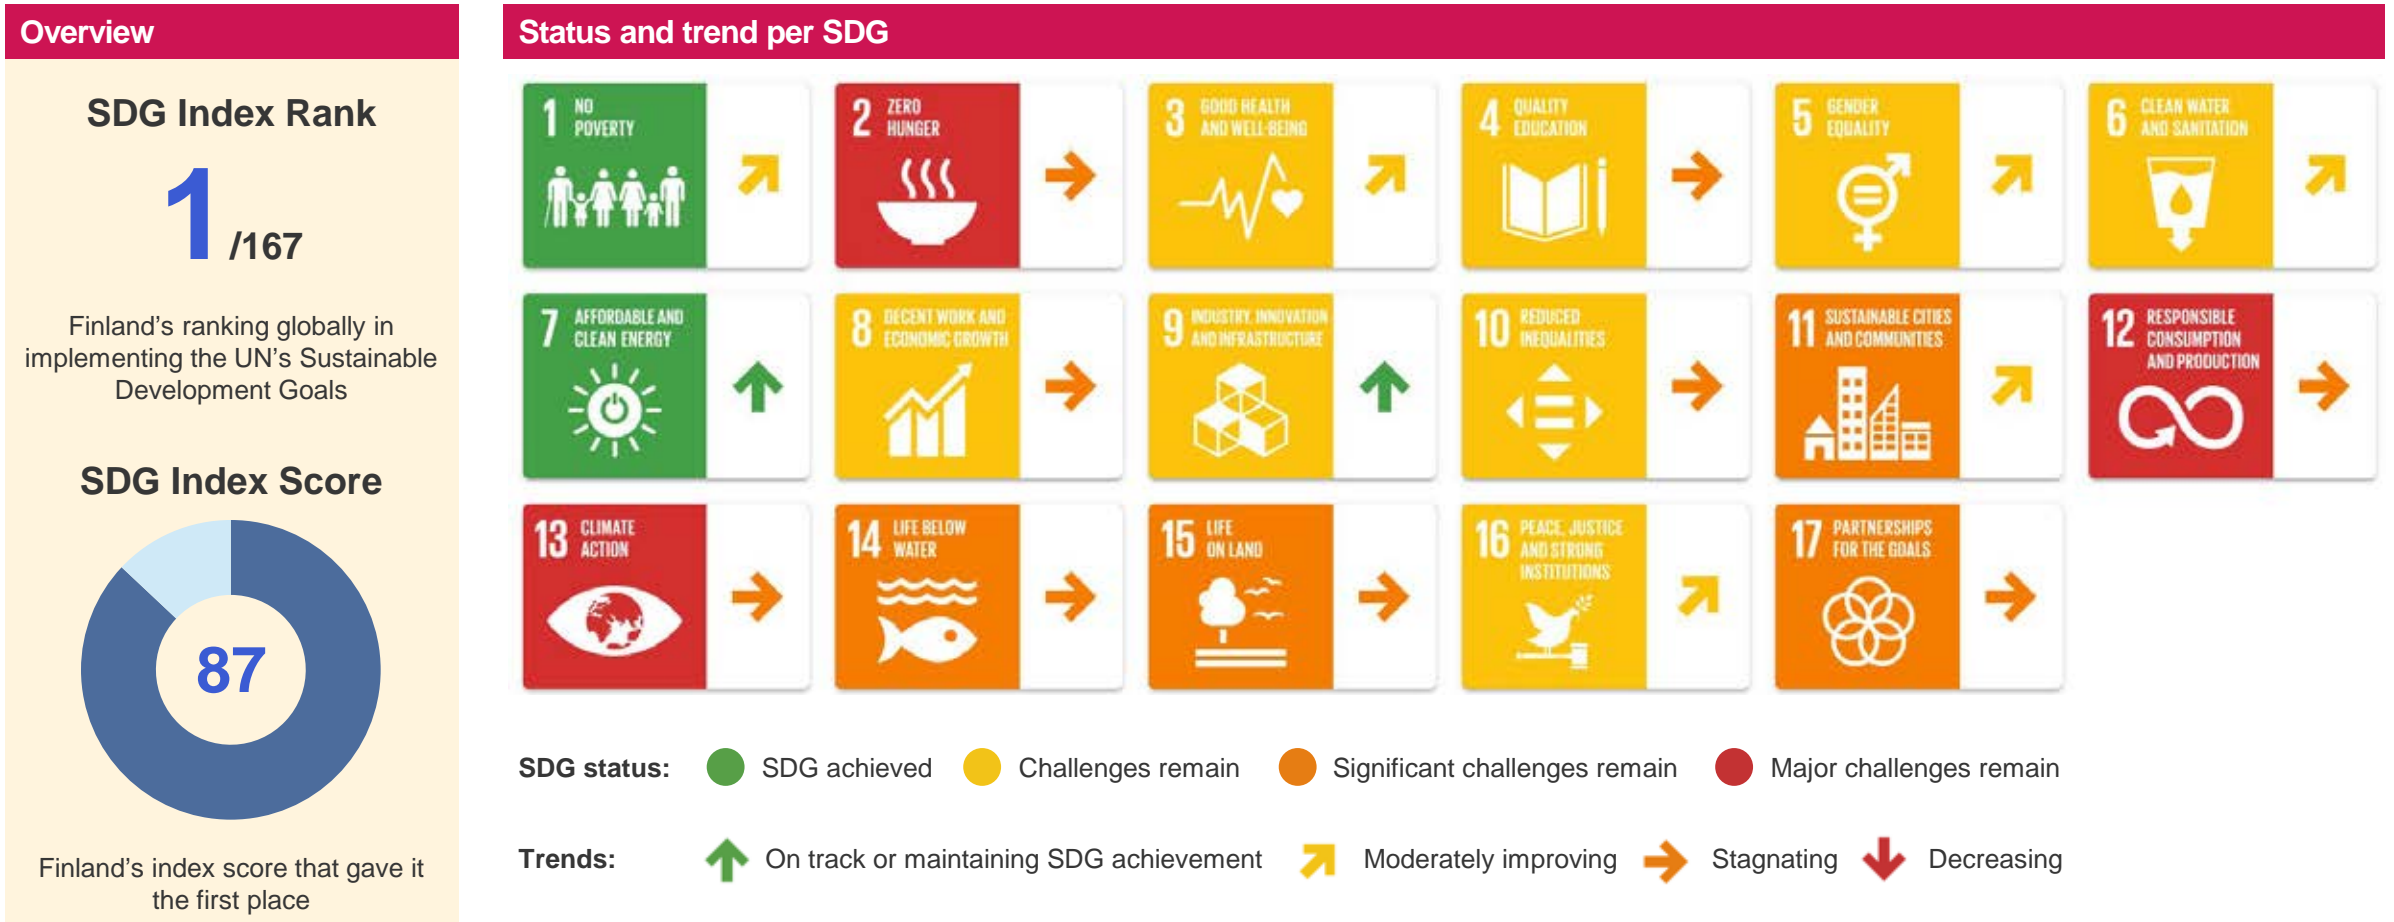 Overview
SDG Index Rank
1 /167
Finland's ranking globally in
implementing the UN's Sustainable
Development Goals
SDG Index Score
87
Finland's index score that gave it
the first place
Status and trend per SDG
1 NO
POVERTY
2 ZERO
HUNGER
3 GOOD HEALTH
AND WELL-BEING
4 QUALITY
EDUCATION
5 GENDER
EQUALITY
6 CLEAN WATER
AND SANITATION
7 AFFORDABLE AND
CLEAN ENERGY
8 DECENT WORK AND
ECONOMIC GROWTH
9 INDUSTRY, INNOVATION
AND INFRASTRUCTURE
10 REDUCED
INEQUALITIES
11 SUSTAINABLE CITIES
AND COMMUNITIES
12 RESPONSIBLE
CONSUMPTION
AND PRODUCTION
13 CLIMATE
ACTION
14 LIFE BELOW
WATER
15 LIFE
ON LAND
16 PEACE, JUSTICE
AND STRONG
INSTITUTIONS
17 PARTNERSHIPS
FOR THE GOALS
SDG status: SDG achieved Challenges remain Significant challenges remain Major challenges remain
Trends: On track or maintaining SDG achievement Moderately improving Stagnating Decreasing